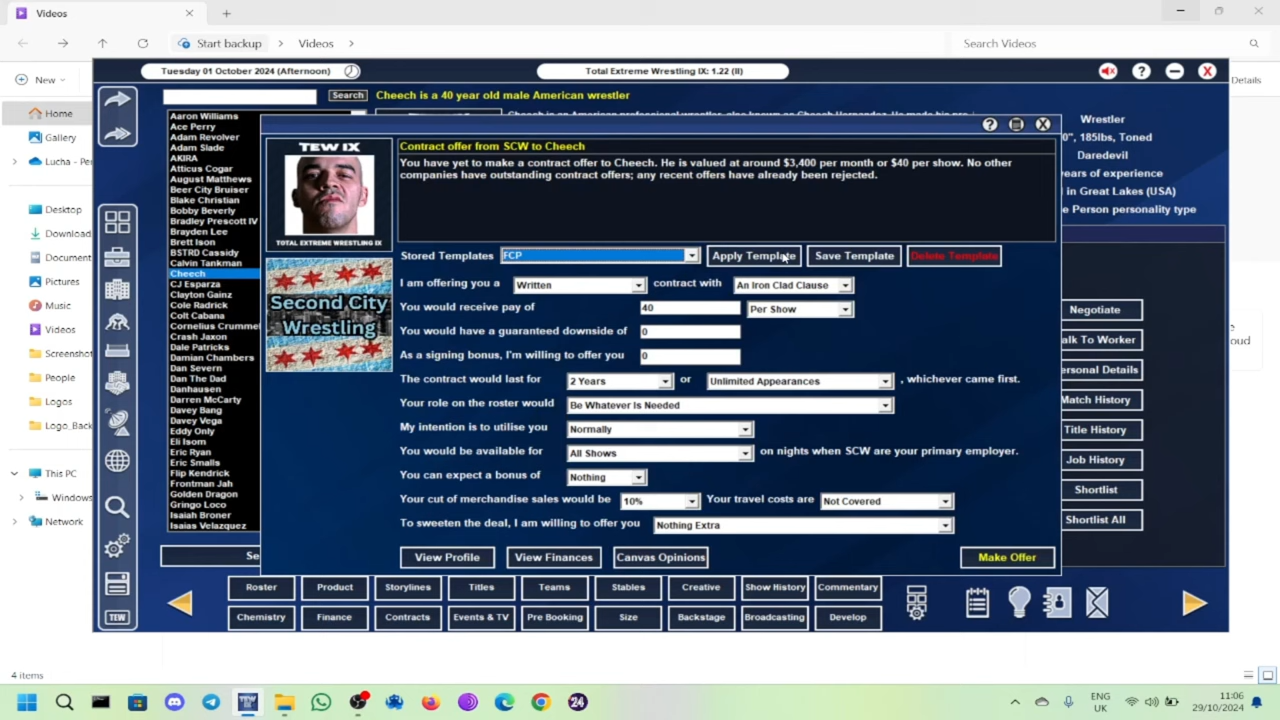 Videos
Start backup
Videos
Search Videos
New
Details
Home
Gallery
Lucha - Pers
Desktop
Download
Document
Pictures
Music
Videos
Screenshot
People
Logos
Logo_Back
This PC
Windows
Network
4 items
Tuesday 01 October 2024 (Afternoon)
Total Extreme Wrestling IX: 1.22 (II)
Search
Cheech is a 40 year old male American wrestler
Aaron Williams
Ace Perry
Adam Revolver
Adam Slade
AKIRA
Atticus Cogar
August Matthews
Beer City Bruiser
Blake Christian
Bobby Beverly
Bradley Prescott IV
Brayden Lee
Brett Ison
BSTRD Cassidy
Calvin Tankman
Cheech
CJ Esparza
Clayton Gainz
Cole Radrick
Colt Cabana
Cornelius Crumme
Crash Jaxon
Dale Patricks
Damian Chambers
Dan Severn
Dan The Dad
Danhausen
Darren McCarty
Davey Bang
Davey Vega
Eddy Only
Eli Isom
Eric Ryan
Eric Smalls
Flip Kendrick
Frontman Jah
Golden Dragon
Gringo Loco
Isaiah Broner
Isaias Velazquez
Se
TEW IX
TOTAL EXTREME WRESTLING IX
Second City
Wrestling
Contract offer from SCW to Cheech
You have yet to make a contract offer to Cheech. He is valued at around $3,400 per month or $40 per show. No other
companies have outstanding contract offers; any recent offers have already been rejected.
Stored Templates FCP Apply Template Save Template Delete Template
I am offering you a Written contract with An Iron Clad Clause
You would receive pay of 40 Per Show
You would have a guaranteed downside of 0
As a signing bonus, I'm willing to offer you 0
The contract would last for 2 Years or Unlimited Appearances , whichever came first.
Your role on the roster would Be Whatever Is Needed
My intention is to utilise you Normally
You would be available for All Shows on nights when SCW are your primary employer.
You can expect a bonus of Nothing
Your cut of merchandise sales would be 10% Your travel costs are Not Covered
To sweeten the deal, I am willing to offer you Nothing Extra
View Profile View Finances Canvas Opinions Make Offer
Wrestler
0", 185lbs, Toned
Daredevil
ears of experience
in Great Lakes (USA)
e Person personality type
Negotiate
alk To Worker
ersonal Details
Match History
Title History
Job History
Shortlist
Shortlist All
Roster Product Storylines Titles Teams Stables Creative Show History Commentary
Chemistry Finance Contracts Events & TV Pre Booking Size Backstage Broadcasting Develop
TEW
24
ENG
UK
11:06
29/10/2024